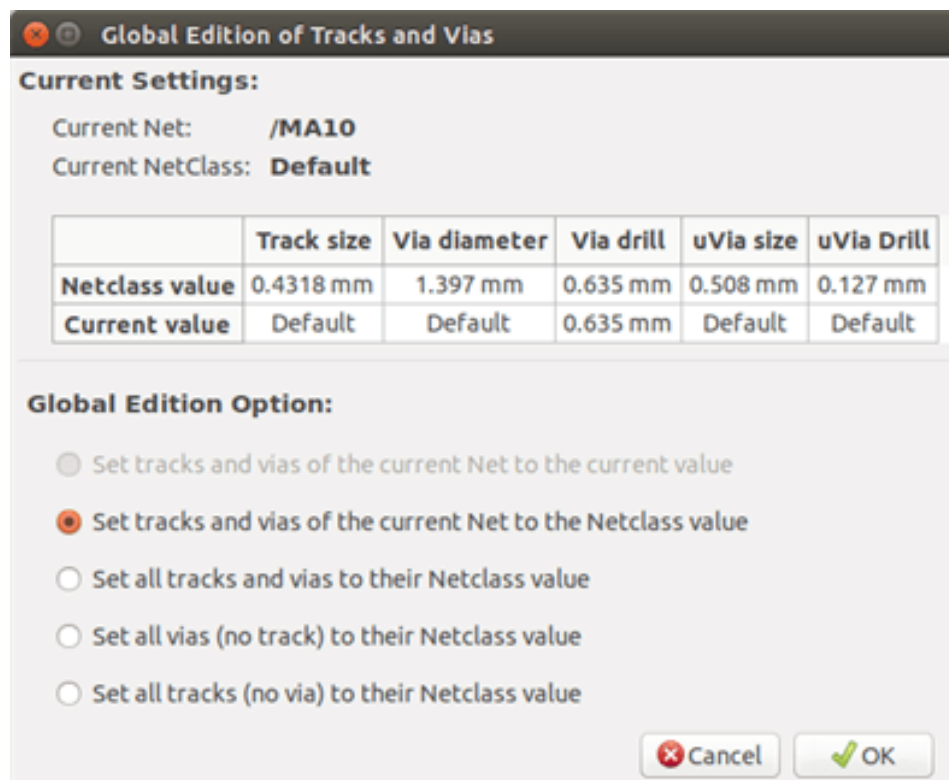 Global Edition of Tracks and Vias
Current Settings:
Current Net: /MA10
Current NetClass: Default
Track size Via diameter Via drill uVia size uVia Drill
Netclass value 0.4318 mm 1.397 mm 0.635 mm 0.508 mm 0.127 mm
Current value Default Default 0.635 mm Default Default
Global Edition Option:
Set tracks and vias of the current Net to the current value
Set tracks and vias of the current Net to the Netclass value
Set all tracks and vias to their Netclass value
Set all vias (no track) to their Netclass value
Set all tracks (no via) to their Netclass value
Cancel OK